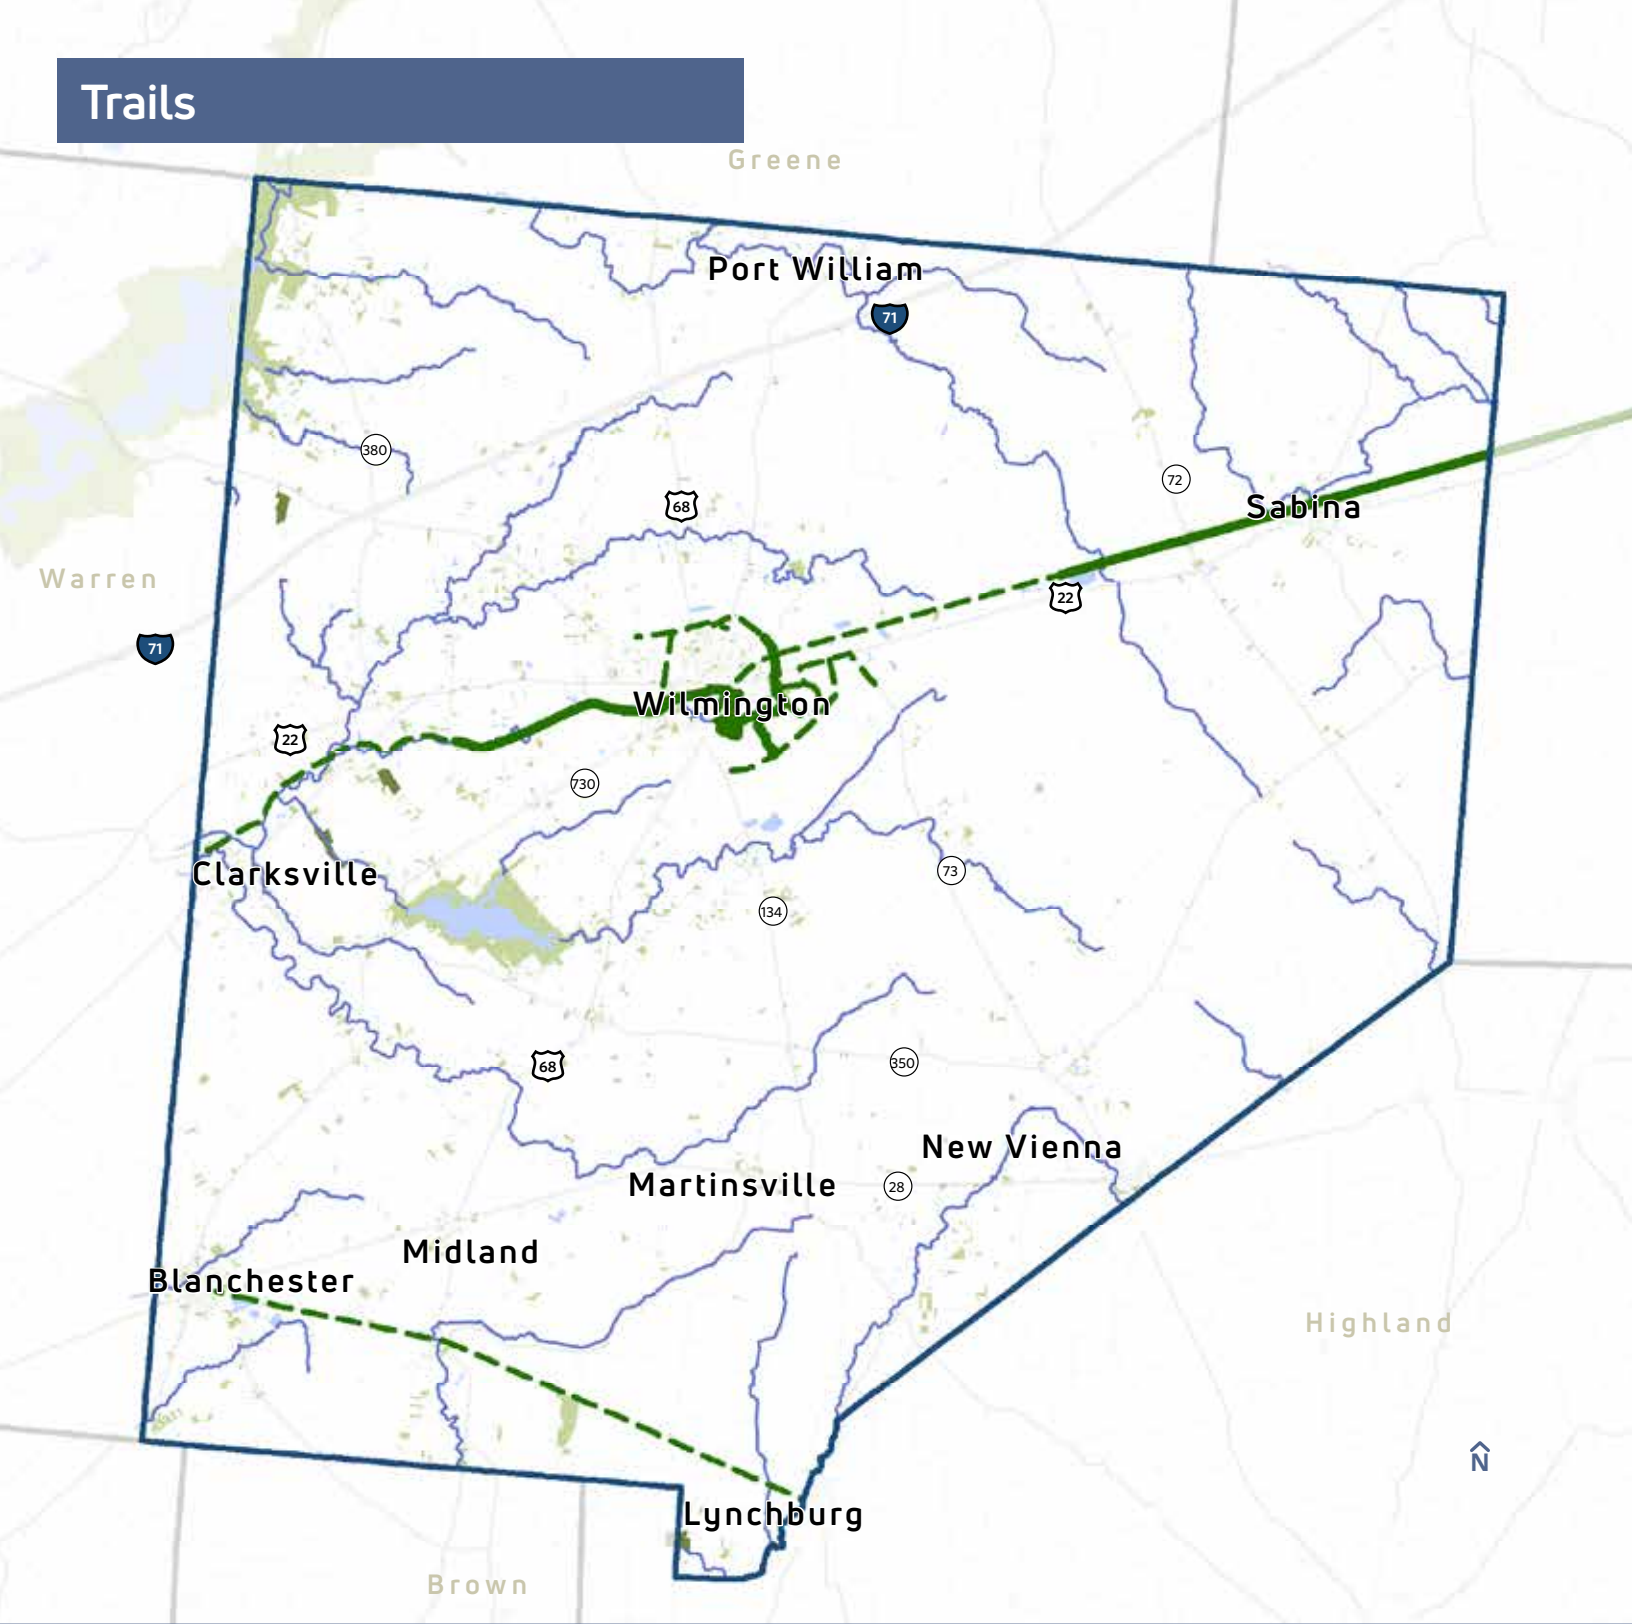 Trails
Greene
Port William
71
380
72
68
Sabina
Warren
22
71
Wilmington
22
730
Clarksville
73
134
350
68
New Vienna
Martinsville
28
Midland
Blanchester
Highland
N
Lynchburg
Brown